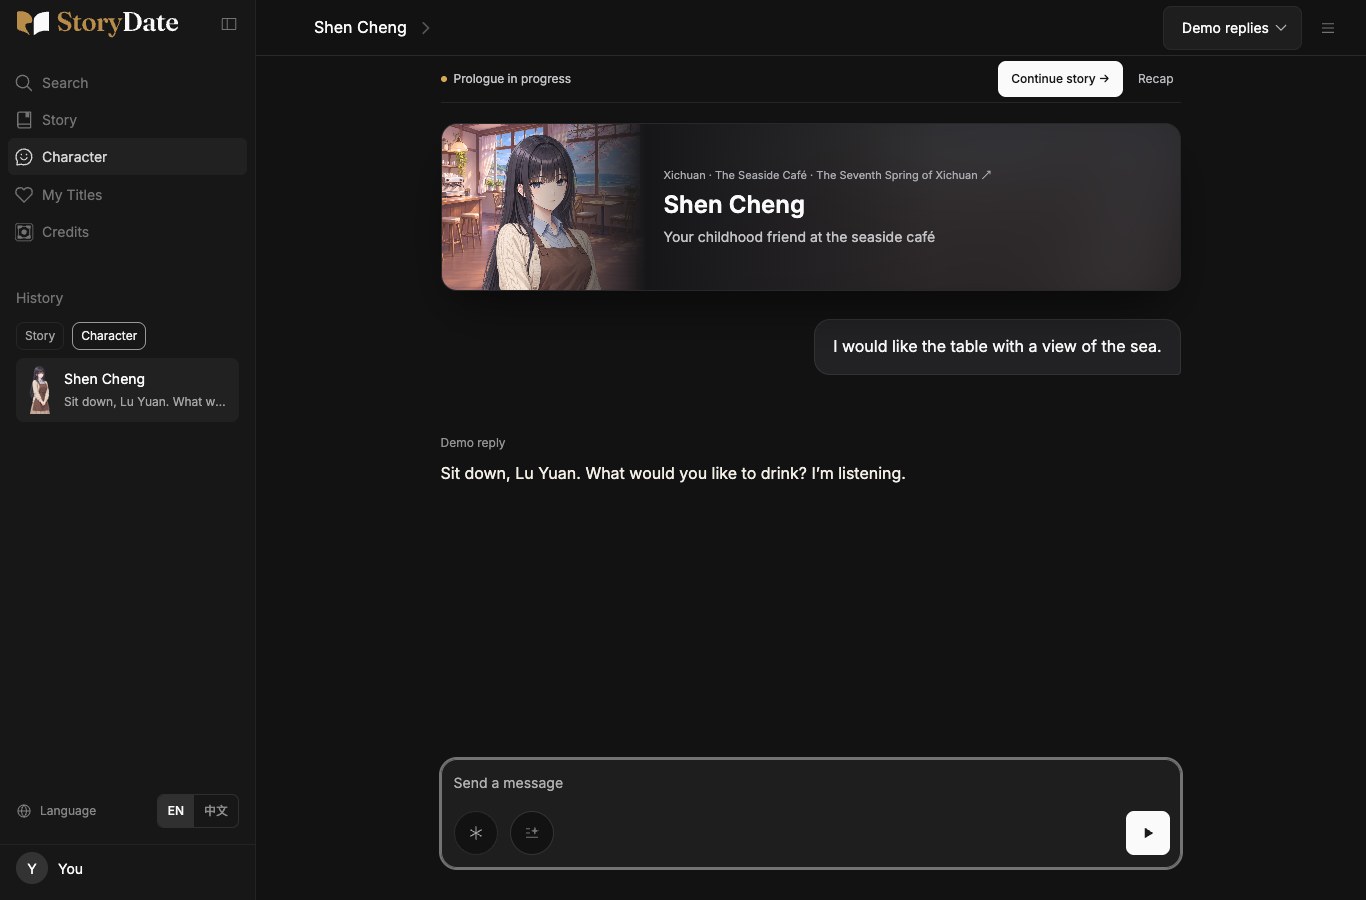 StoryDate
Search
Story
Character
My Titles
Credits
History
Story
Character
Shen Cheng
Sit down, Lu Yuan. What w...
Language
EN
中文
Y
You
Shen Cheng
Demo replies
Prologue in progress
Continue story →
Recap
Xichuan · The Seaside Café · The Seventh Spring of Xichuan ↗
Shen Cheng
Your childhood friend at the seaside café
I would like the table with a view of the sea.
Demo reply
Sit down, Lu Yuan. What would you like to drink? I’m listening.
Send a message